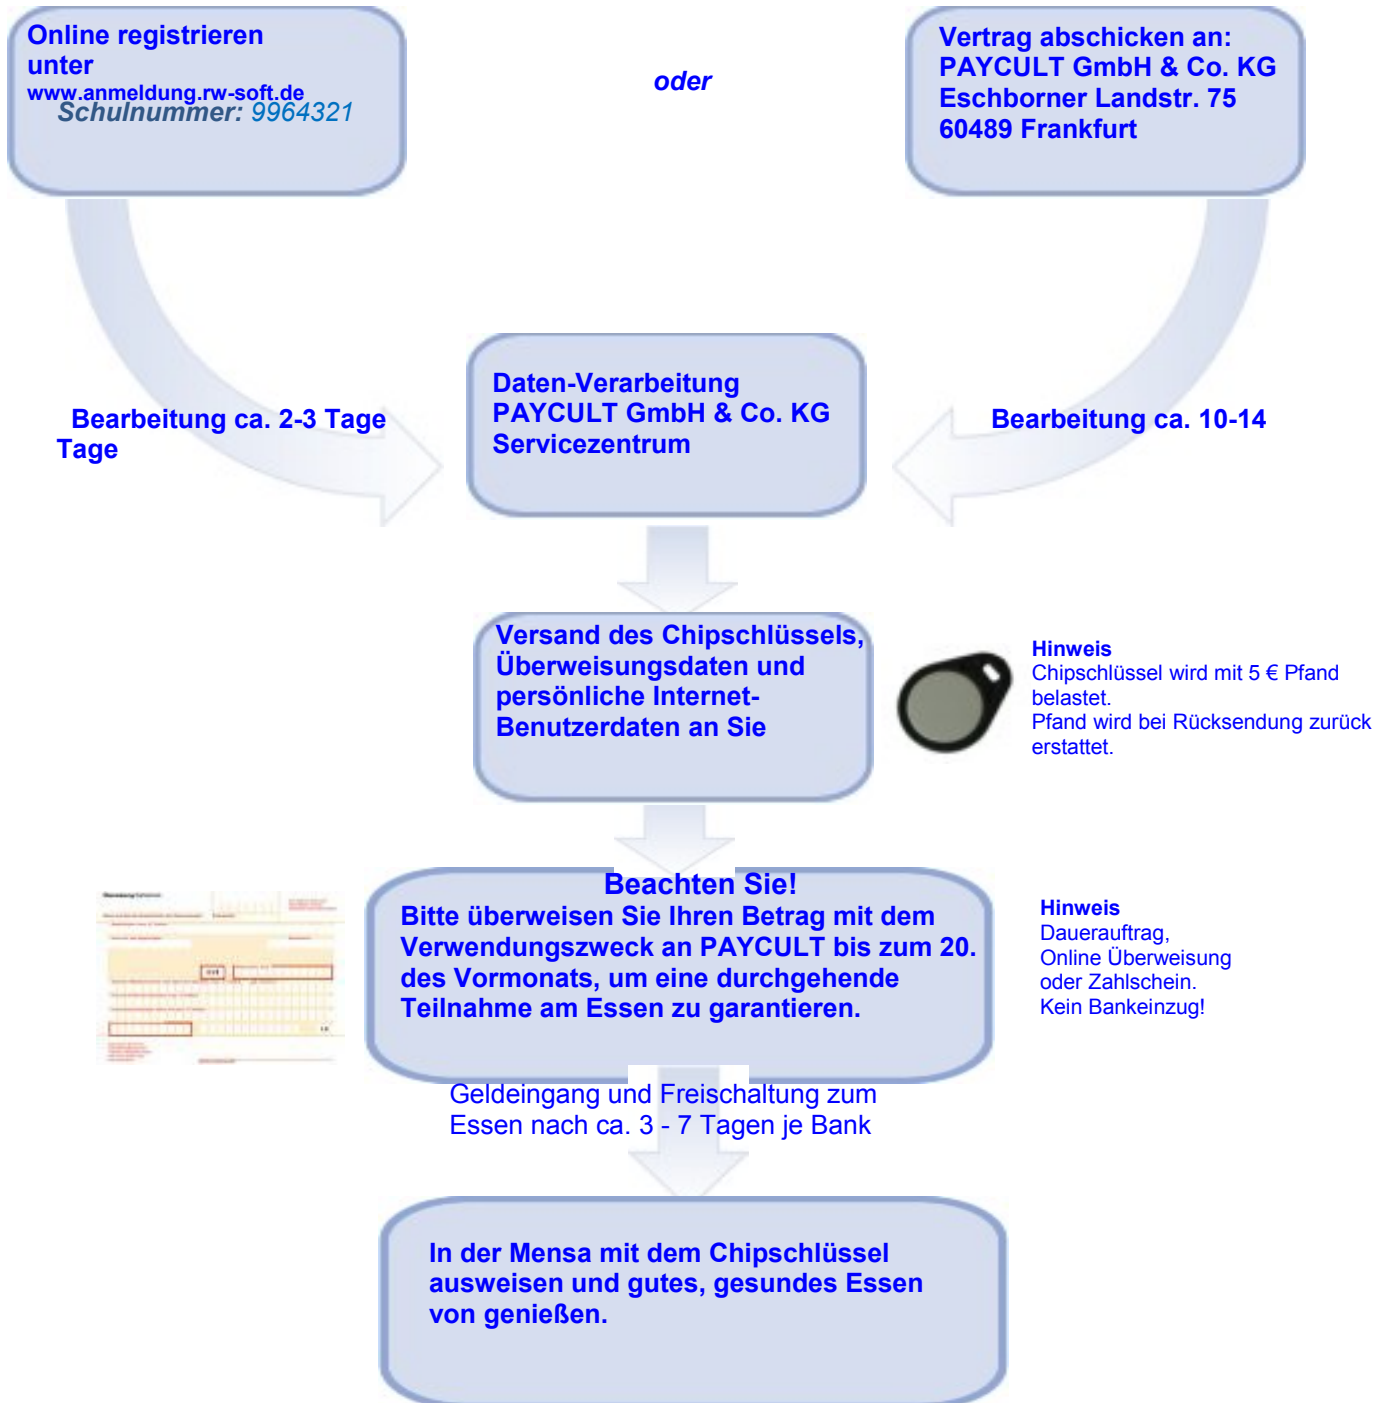 Online registrieren
unter
www.anmeldung.rw-soft.de
Schulnummer: 9964321
oder
Vertrag abschicken an:
PAYCULT GmbH & Co. KG
Eschborner Landstr. 75
60489 Frankfurt
Daten-Verarbeitung
PAYCULT GmbH & Co. KG
Servicezentrum
Bearbeitung ca. 2-3 Tage
Bearbeitung ca. 10-14
Tage
Versand des Chipschlüssels,
Überweisungsdaten und
persönliche Internet-
Benutzerdaten an Sie
Hinweis
Chipschlüssel wird mit 5 € Pfand
belastet.
Pfand wird bei Rücksendung zurück
erstattet.
Beachten Sie!
Bitte überweisen Sie Ihren Betrag mit dem
Verwendungszweck an PAYCULT bis zum 20.
des Vormonats, um eine durchgehende
Teilnahme am Essen zu garantieren.
Hinweis
Dauerauftrag,
Online Überweisung
oder Zahlschein.
Kein Bankeinzug!
Geldeingang und Freischaltung zum
Essen nach ca. 3 - 7 Tagen je Bank
In der Mensa mit dem Chipschlüssel
ausweisen und gutes, gesundes Essen
von genießen.